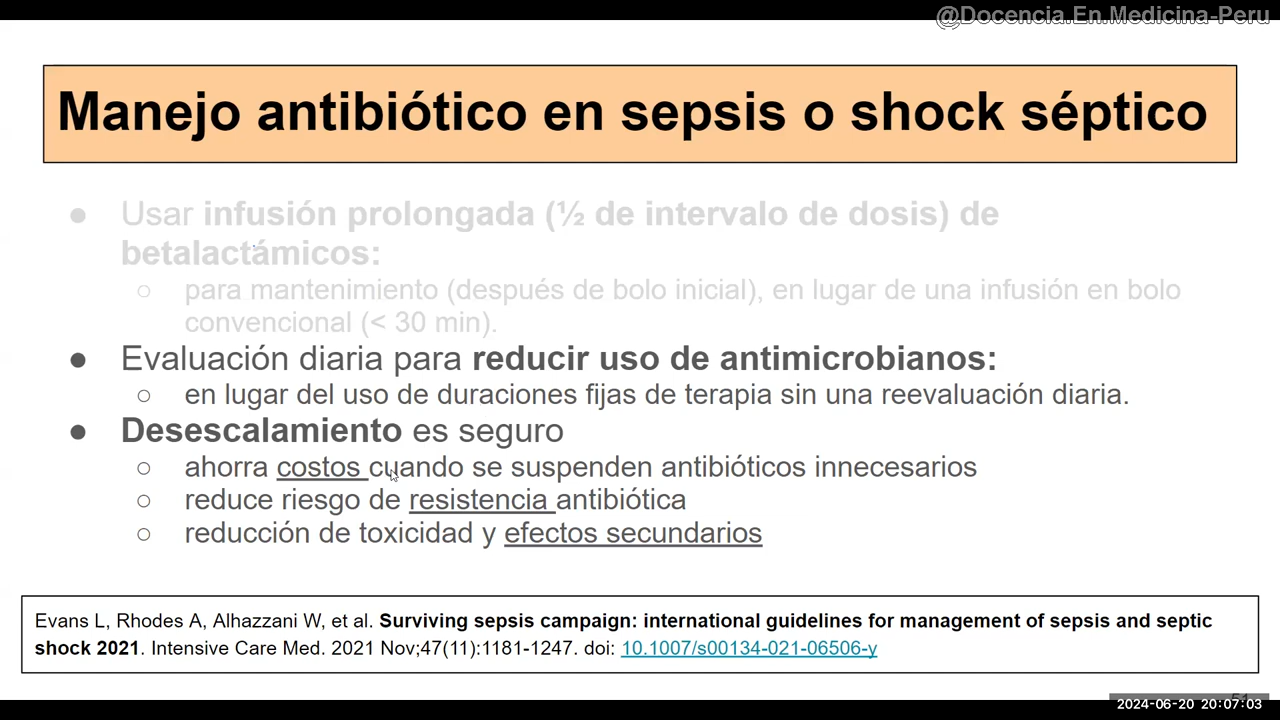 @Docencia.En.Medicina-Peru
Manejo antibiótico en sepsis o shock séptico
● Usar infusión prolongada (½ de intervalo de dosis) de
betalactámicos:
○ para mantenimiento (después de bolo inicial), en lugar de una infusión en bolo
convencional (< 30 min).
● Evaluación diaria para reducir uso de antimicrobianos:
○ en lugar del uso de duraciones fijas de terapia sin una reevaluación diaria.
● Desescalamiento es seguro
○ ahorra costos cuando se suspenden antibióticos innecesarios
○ reduce riesgo de resistencia antibiótica
○ reducción de toxicidad y efectos secundarios
Evans L, Rhodes A, Alhazzani W, et al. Surviving sepsis campaign: international guidelines for management of sepsis and septic
shock 2021. Intensive Care Med. 2021 Nov;47(11):1181-1247. doi: 10.1007/s00134-021-06506-y
2024-06-20 20:07:03